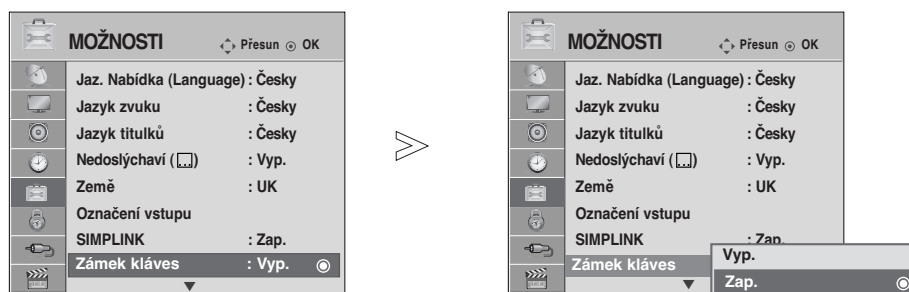 MOŽNOSTI
Přesun OK
Jaz. Nabídka (Language) : Česky
Jazyk zvuku : Česky
Jazyk titulků : Česky
Nedoslýchaví ( ) : Vyp.
Země : UK
Označení vstupu
SIMPLINK : Zap.
Zámek kláves : Vyp.
MOŽNOSTI
Přesun OK
Jaz. Nabídka (Language) : Česky
Jazyk zvuku : Česky
Jazyk titulků : Česky
Nedoslýchaví ( ) : Vyp.
Země : UK
Označení vstupu
SIMPLINK : Zap.
Zámek kláves
Vyp.
Zap.